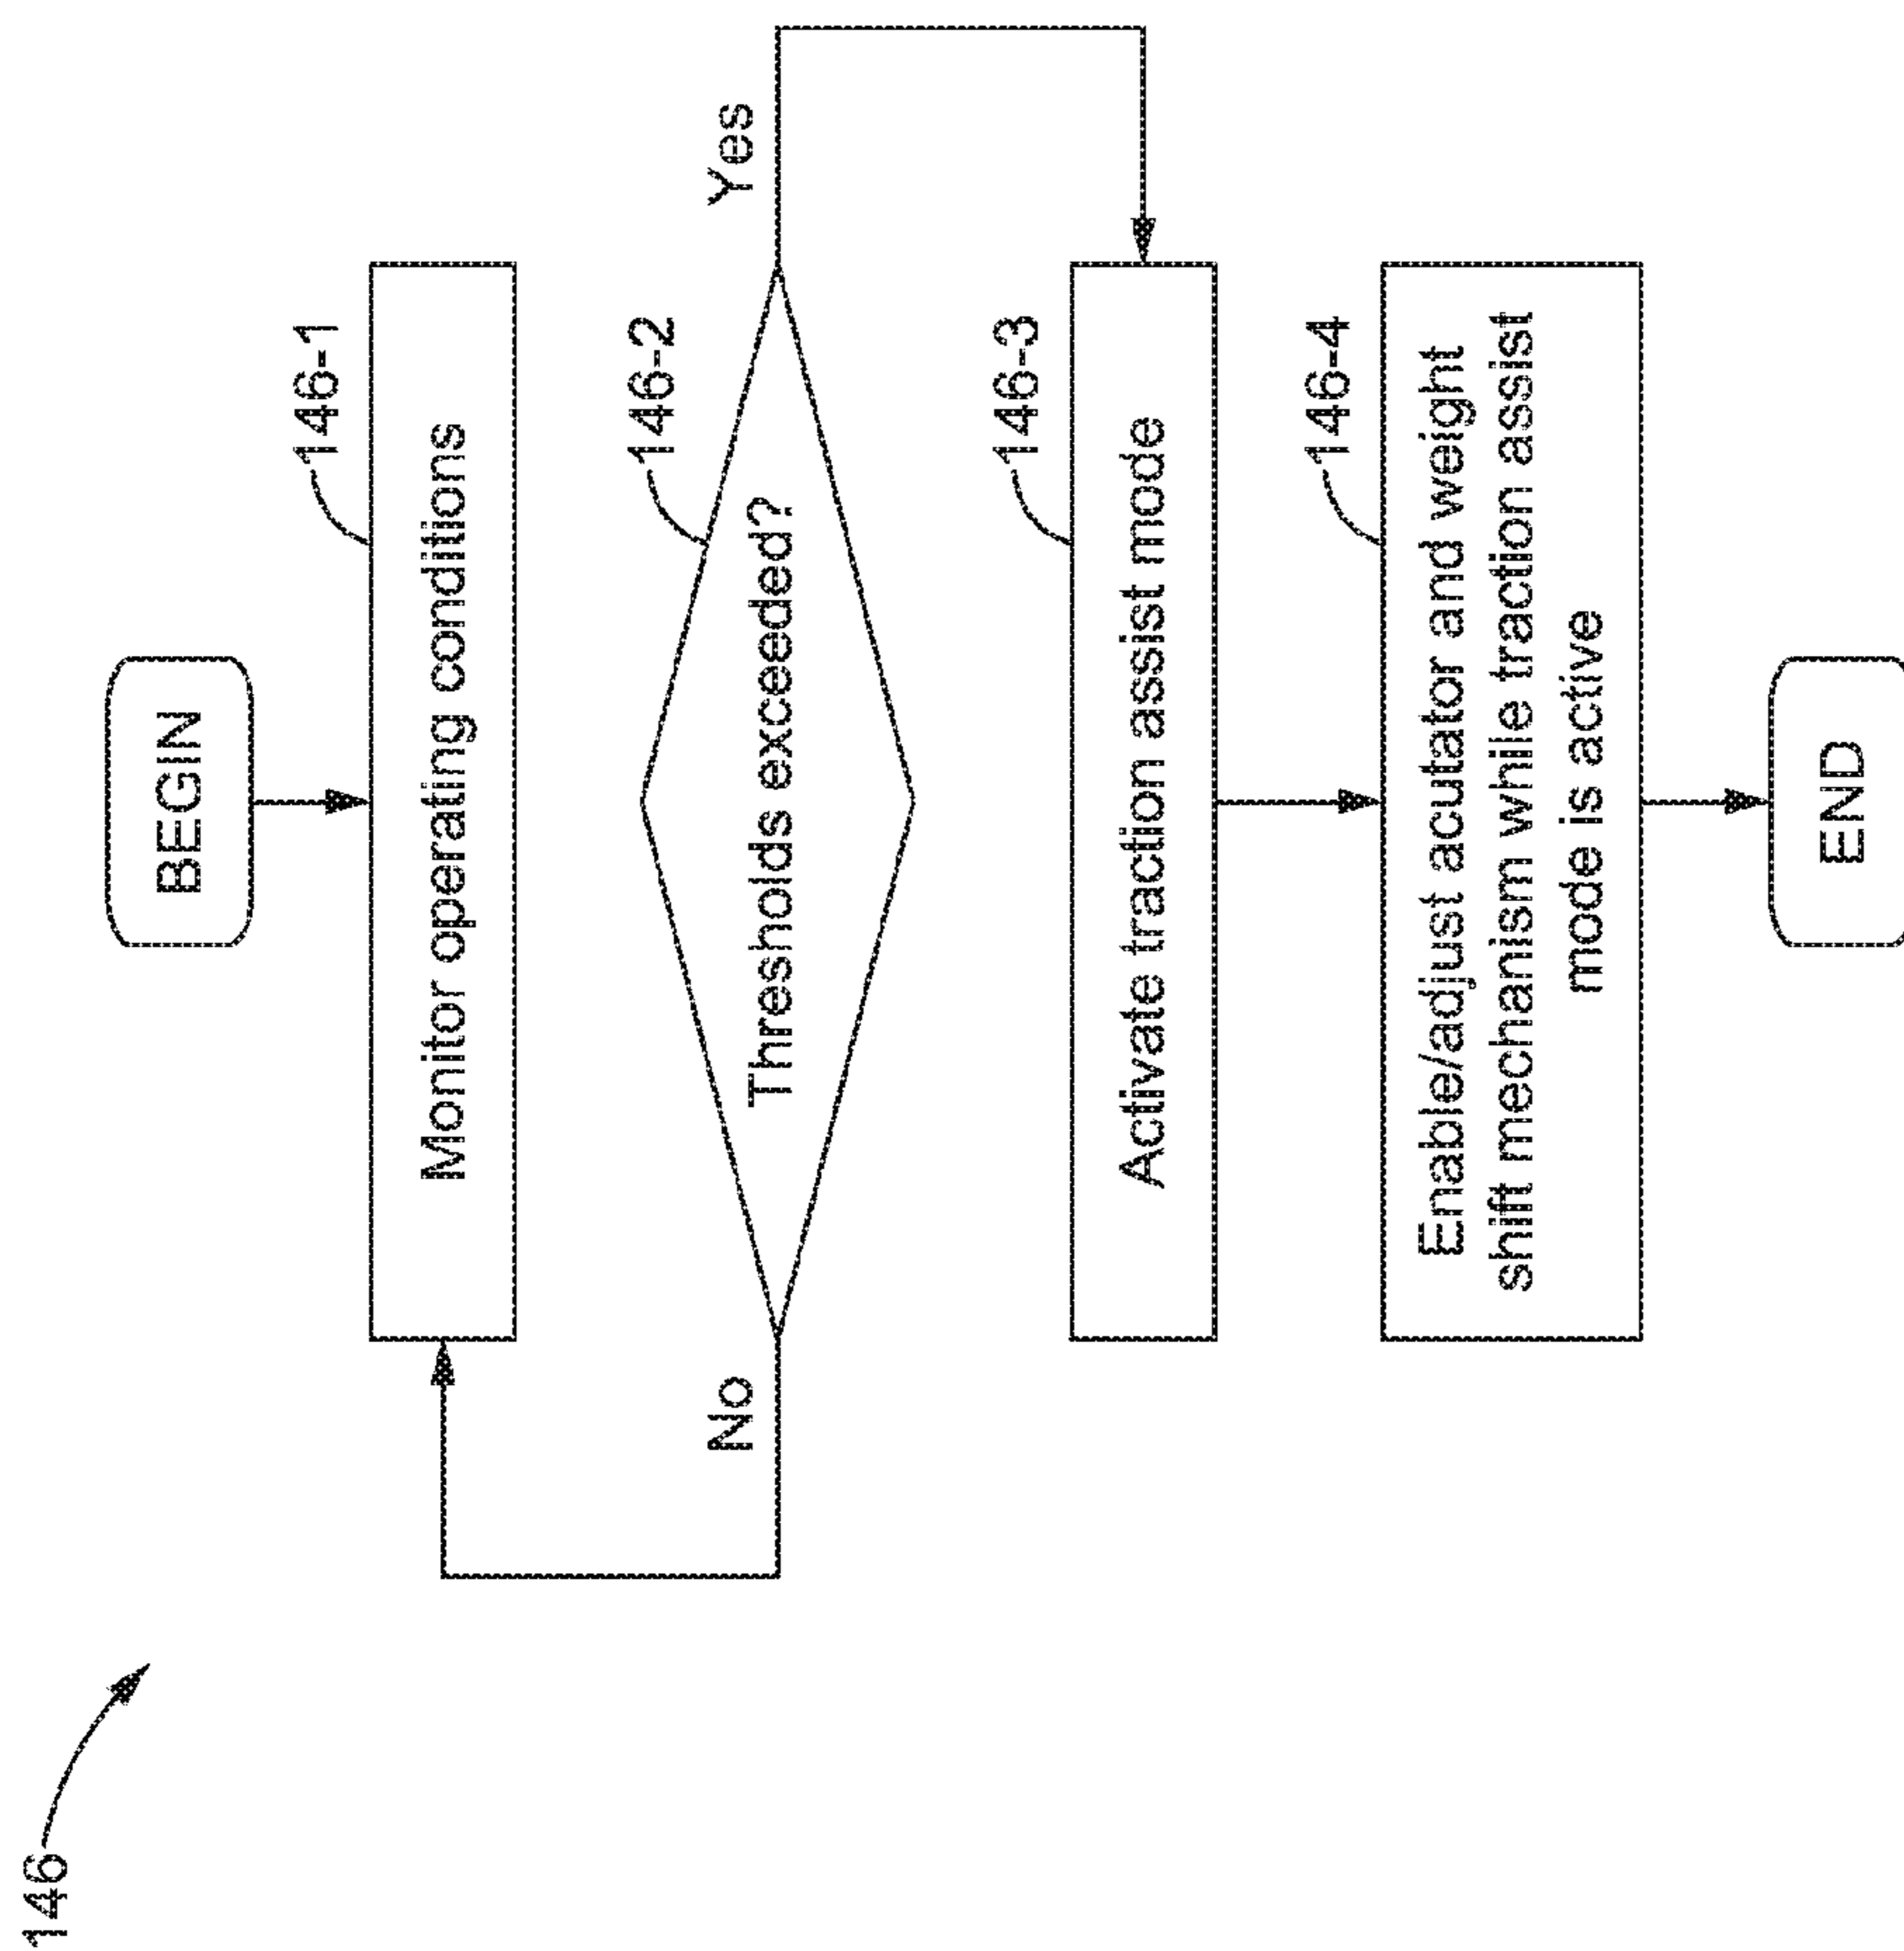 146
BEGIN
146-1
Monitor operating conditions
146-2
Thresholds exceeded?
No
Yes
146-3
Activate traction assist mode
146-4
Enable/adjust acutator and weight
shift mechanism while traction assist
mode is active
END